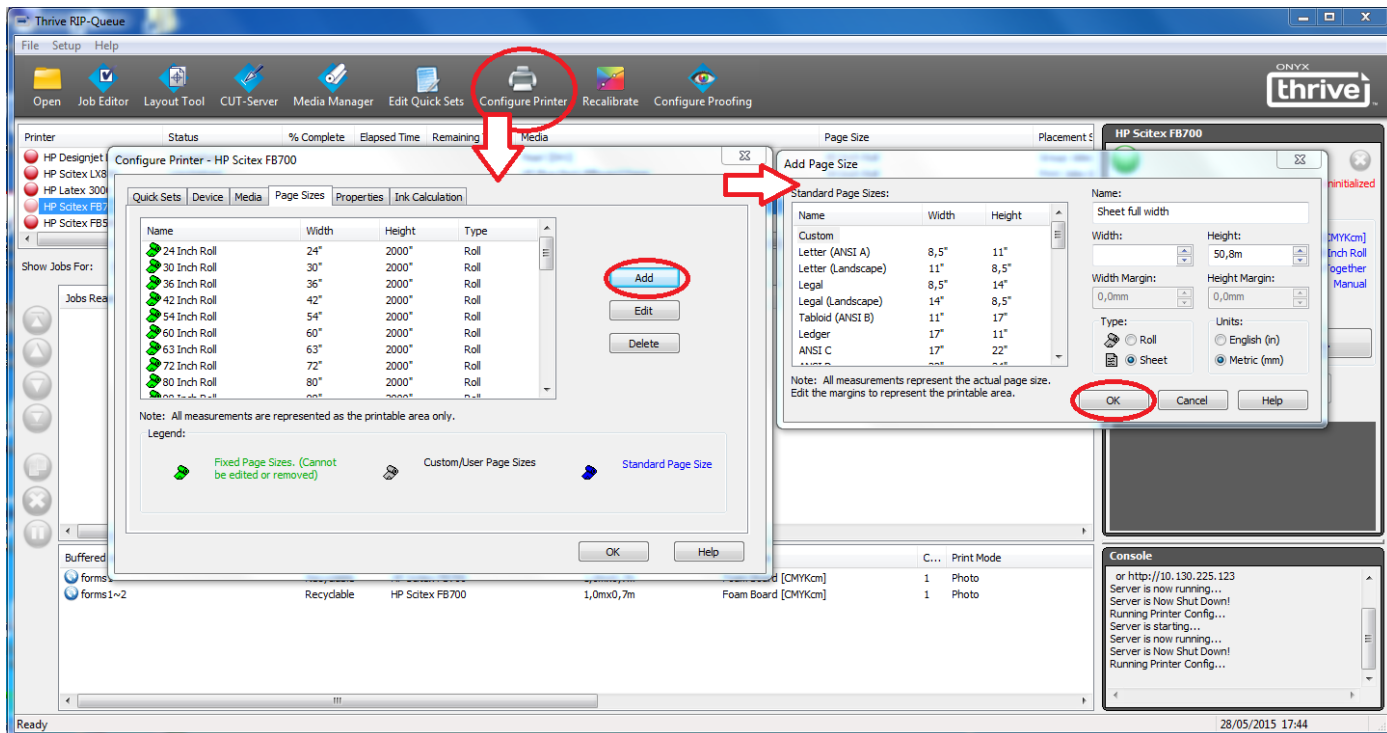 Thrive RIP-Queue
File Setup Help
Open Job Editor Layout Tool CUT-Server Media Manager Edit Quick Sets Configure Printer Recalibrate Configure Proofing
ONYX
thrive
Printer Status % Complete Elapsed Time Remaining Media Page Size Placement S
HP Designjet
HP Scitex LX8
HP Latex 300
HP Scitex FB7
HP Scitex FB5
Show Jobs For:
Jobs Rea
Configure Printer - HP Scitex FB700
Quick Sets Device Media Page Sizes Properties Ink Calculation
Name Width Height Type
24 Inch Roll 24" 2000" Roll
30 Inch Roll 30" 2000" Roll
36 Inch Roll 36" 2000" Roll
42 Inch Roll 42" 2000" Roll
54 Inch Roll 54" 2000" Roll
60 Inch Roll 60" 2000" Roll
63 Inch Roll 63" 2000" Roll
72 Inch Roll 72" 2000" Roll
80 Inch Roll 80" 2000" Roll
Add
Edit
Delete
Note: All measurements are represented as the printable area only.
Legend:
Fixed Page Sizes. (Cannot
be edited or removed)
Custom/User Page Sizes
Standard Page Size
OK Help
Add Page Size
Standard Page Sizes:
Name Width Height
Custom
Letter (ANSI A) 8,5" 11"
Letter (Landscape) 11" 8,5"
Legal 8,5" 14"
Legal (Landscape) 14" 8,5"
Tabloid (ANSI B) 11" 17"
Ledger 17" 11"
ANSI C 17" 22"
Note: All measurements represent the actual page size.
Edit the margins to represent the printable area.
Name:
Sheet full width
Width: Height:
50,8m
Width Margin: Height Margin:
0,0mm 0,0mm
Type: Units:
Roll English (in)
Sheet Metric (mm)
OK Cancel Help
HP Scitex FB700
ninitialized
MYKcm]
Inch Roll
ogether
Manual
Buffered C... Print Mode
forms1 Foam Board [CMYKcm] 1 Photo
forms1~2 Recyclable HP Scitex FB700 1,0mx0,7m Foam Board [CMYKcm] 1 Photo
Console
or http://10.130.225.123
Server is now running...
Server is Now Shut Down!
Running Printer Config...
Server is starting...
Server is now running...
Server is Now Shut Down!
Running Printer Config...
Ready
28/05/2015 17:44